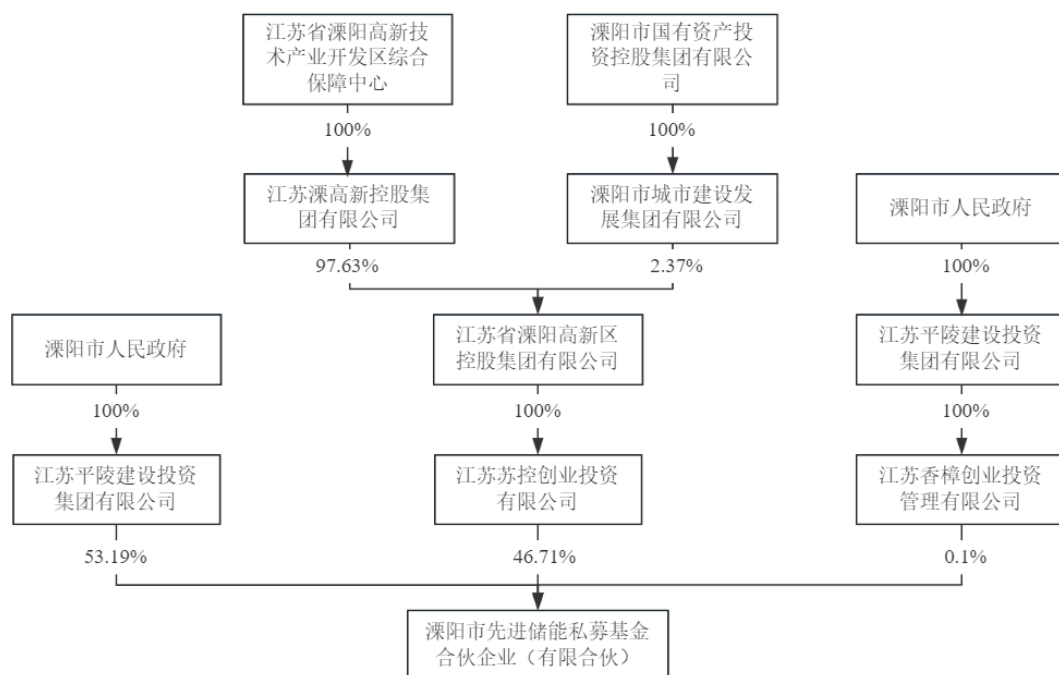 江苏省溧阳高新技
术产业开发区综合
保障中心
溧阳市国有资产投
资控股集团有限公
司
100%
100%
江苏溧高新控股集
团有限公司
溧阳市城市建设发
展集团有限公司
溧阳市人民政府
97.63%
2.37%
100%
溧阳市人民政府
江苏省溧阳高新区
控股集团有限公司
江苏平陵建设投资
集团有限公司
100%
100%
100%
江苏平陵建设投资
集团有限公司
江苏苏控创业投资
有限公司
江苏香樟创业投资
管理有限公司
53.19%
46.71%
0.1%
溧阳市先进储能私募基金
合伙企业（有限合伙）